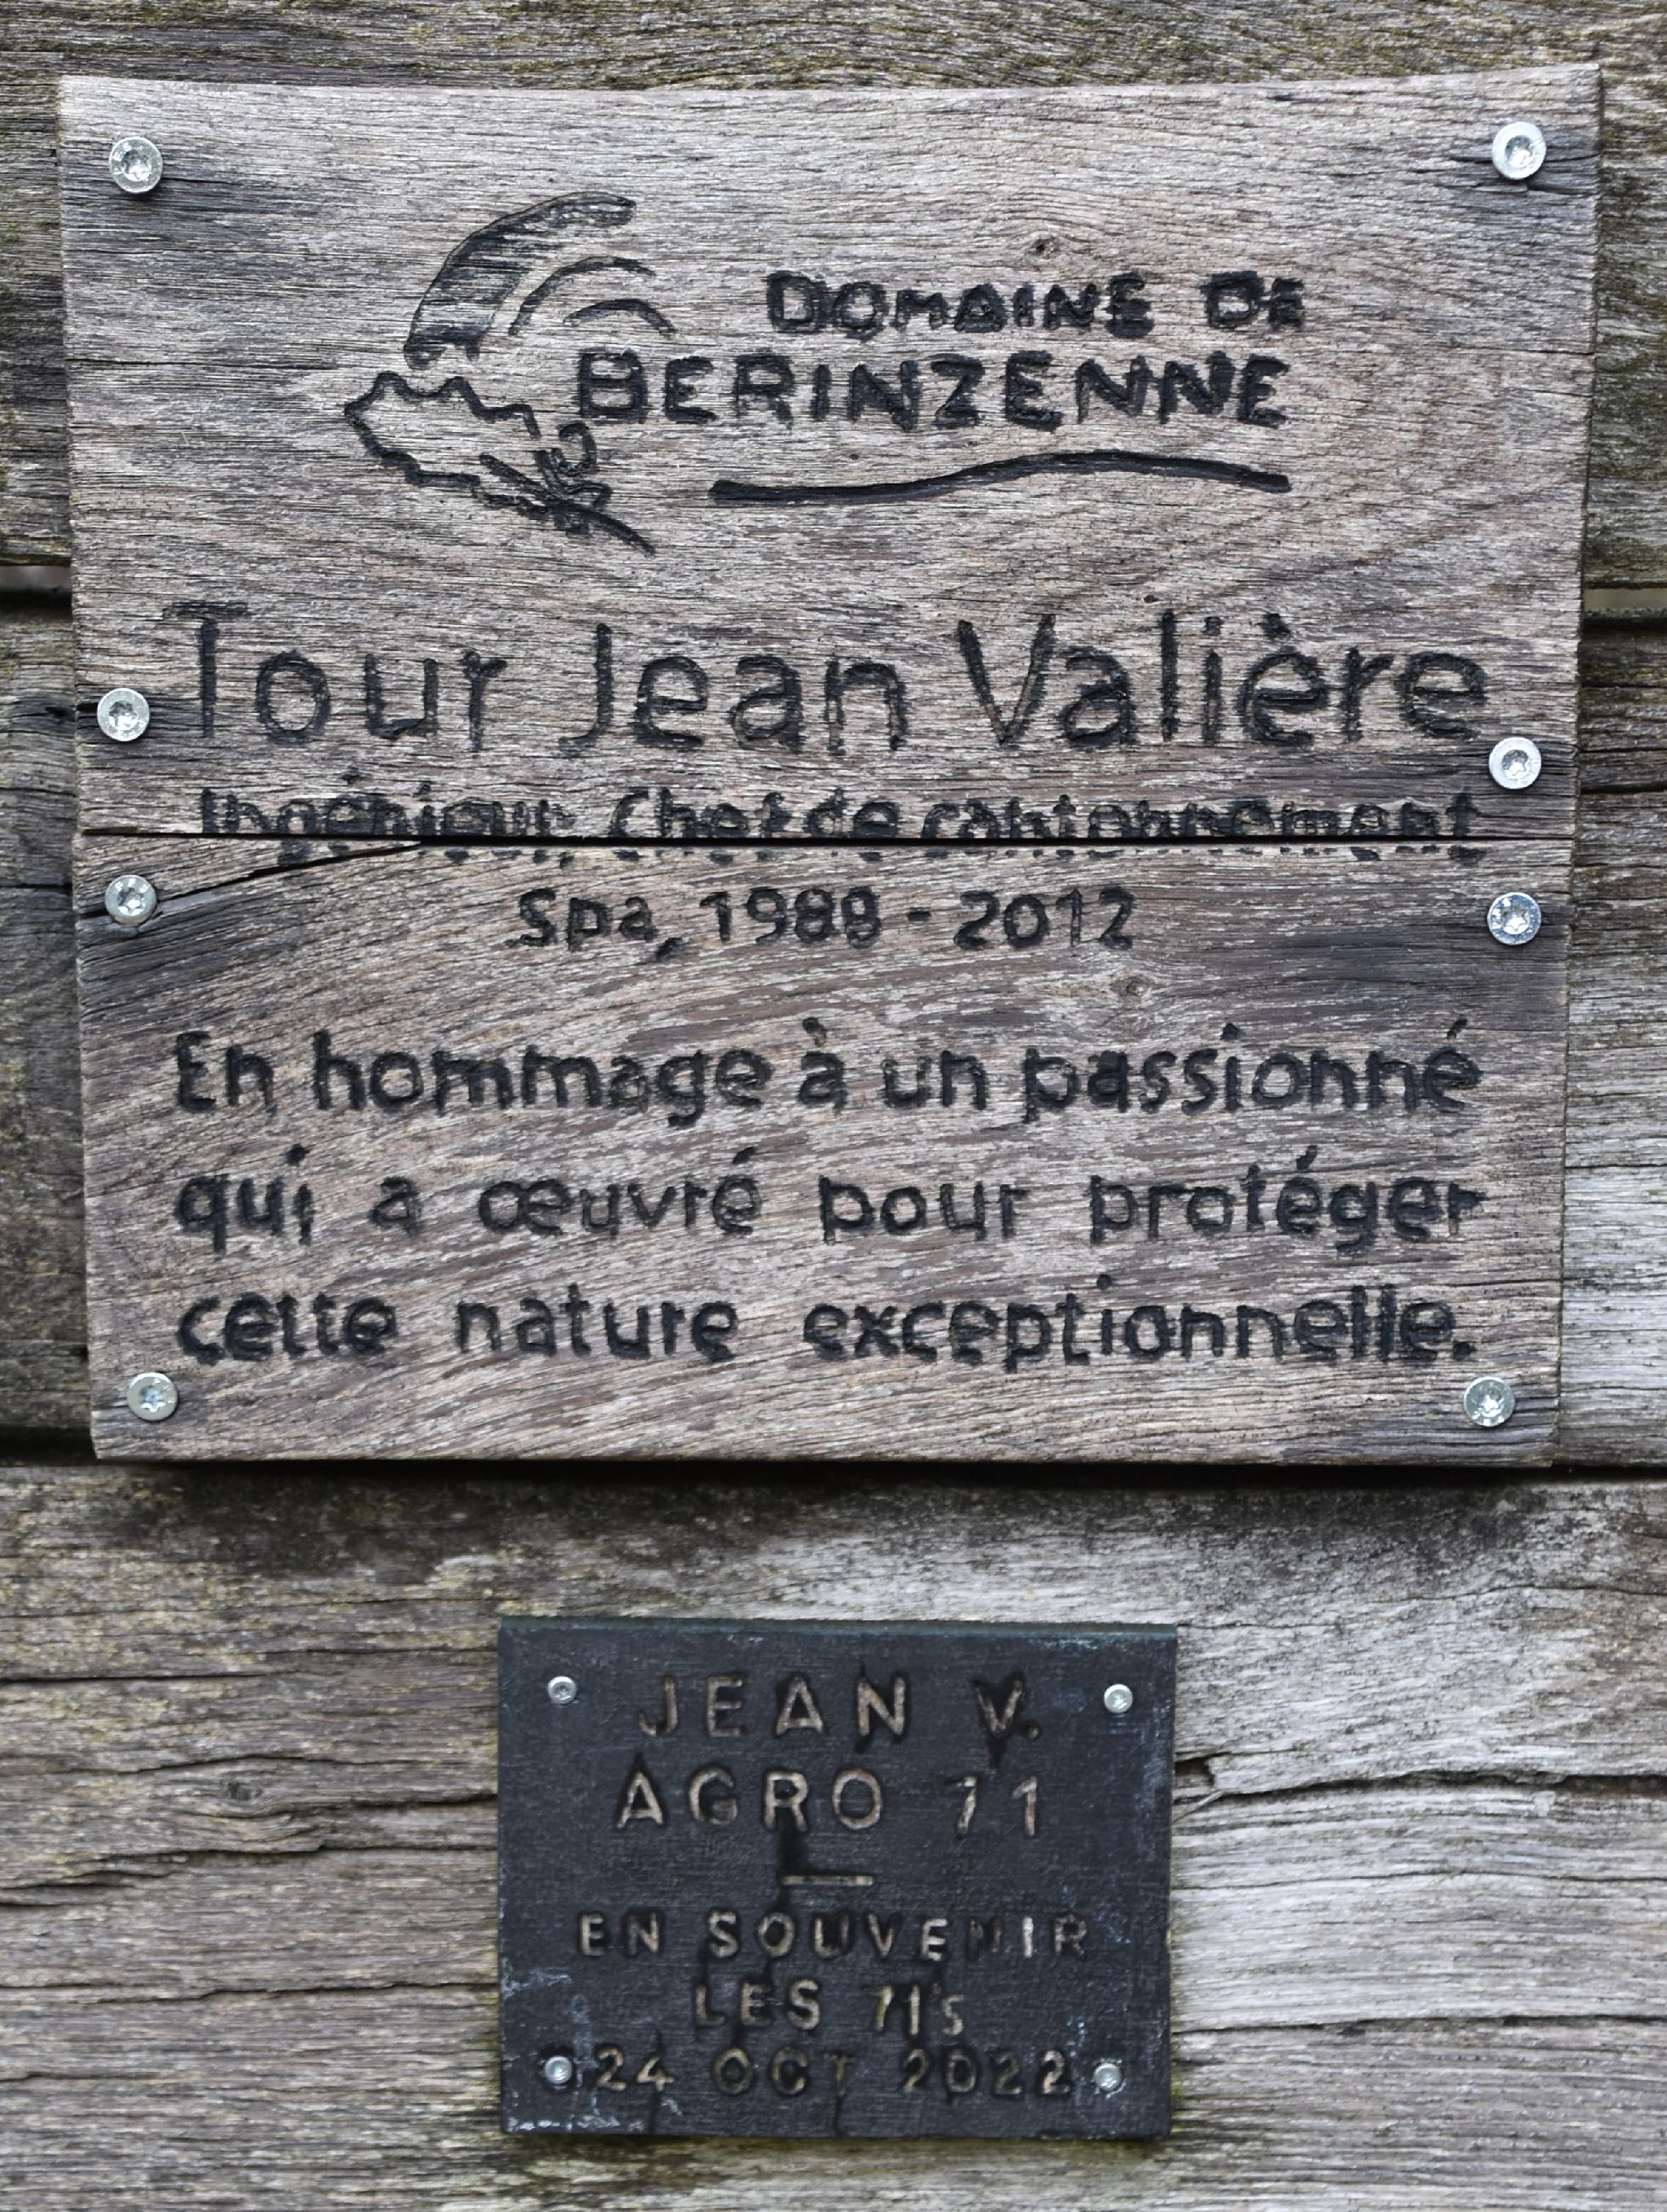 DOMAINE DE
BERINZENNE
Tour Jean Valière
Ingénieur, Chef de cantonnement
Spa, 1988 - 2012
En hommage à un passionné
qui a œuvré pour protéger
cette nature exceptionnelle.
JEAN V.
AGRO 71
—
EN SOUVENIR
LES 71s
24 OCT 2022